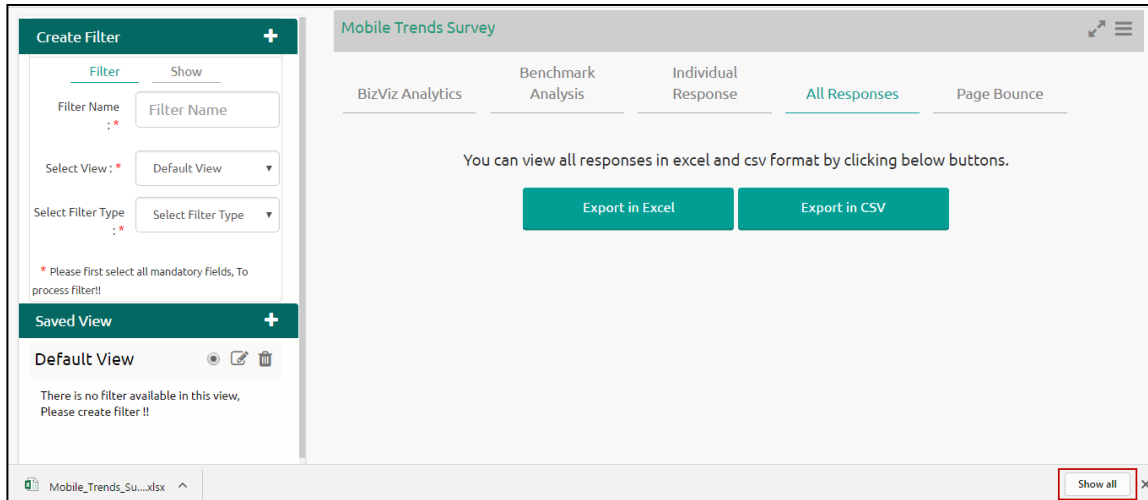 Create Filter +
Filter Show
Filter Name : *
Filter Name
Select View : * Default View
Select Filter Type : *
Select Filter Type
* Please first select all mandatory fields, To
process filter!!
Saved View +
Default View
There is no filter available in this view,
Please create filter !!
Mobile Trends Survey
BizViz Analytics
Benchmark
Analysis
Individual
Response
All Responses
Page Bounce
You can view all responses in excel and csv format by clicking below buttons.
Export in Excel Export in CSV
Mobile_Trends_Su....xlsx
Show all